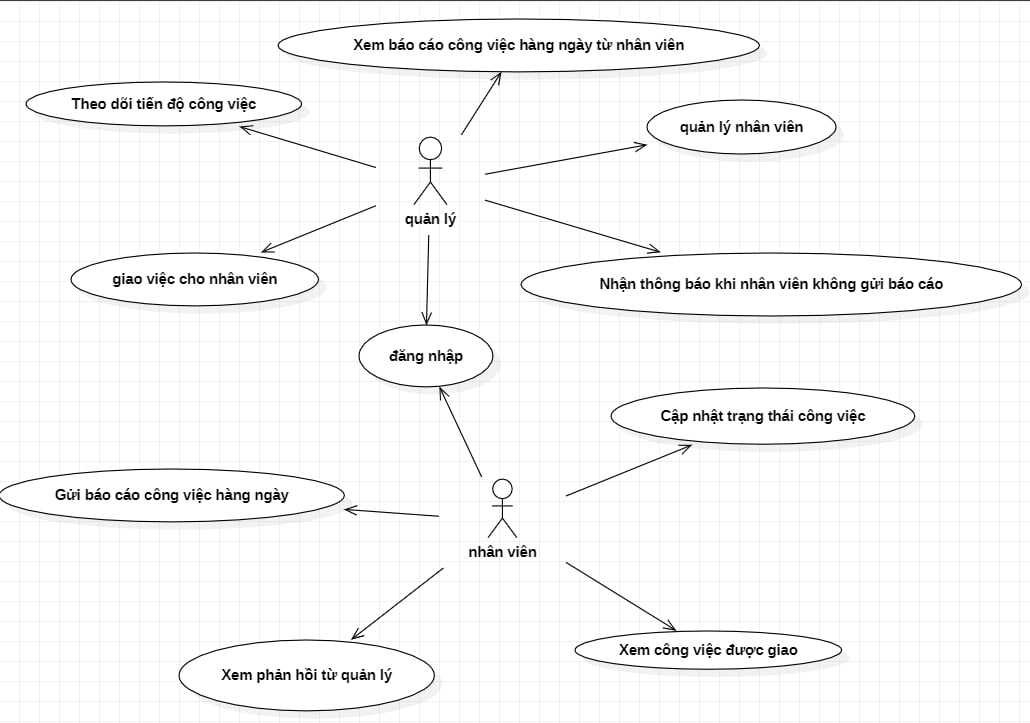 Xem báo cáo công việc hàng ngày từ nhân viên
Theo dõi tiến độ công việc
quản lý nhân viên
quản lý
giao việc cho nhân viên
Nhận thông báo khi nhân viên không gửi báo cáo
đăng nhập
Cập nhật trạng thái công việc
Gửi báo cáo công việc hàng ngày
nhân viên
Xem công việc được giao
Xem phản hồi từ quản lý